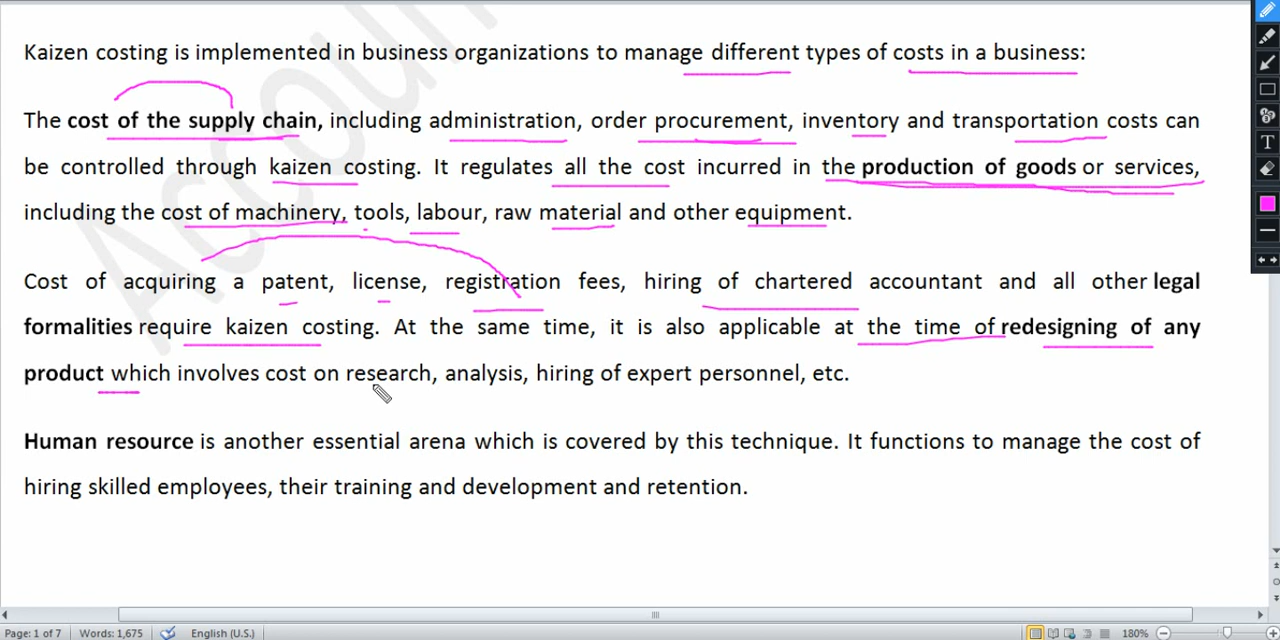 Kaizen costing is implemented in business organizations to manage different types of costs in a business:
The cost of the supply chain, including administration, order procurement, inventory and transportation costs can
be controlled through kaizen costing. It regulates all the cost incurred in the production of goods or services,
including the cost of machinery, tools, labour, raw material and other equipment.
Cost of acquiring a patent, license, registration fees, hiring of chartered accountant and all other legal
formalities require kaizen costing. At the same time, it is also applicable at the time of redesigning of any
product which involves cost on research, analysis, hiring of expert personnel, etc.
Human resource is another essential arena which is covered by this technique. It functions to manage the cost of
hiring skilled employees, their training and development and retention.
Page: 1 of 7 Words: 1,675 English (U.S.) 180%